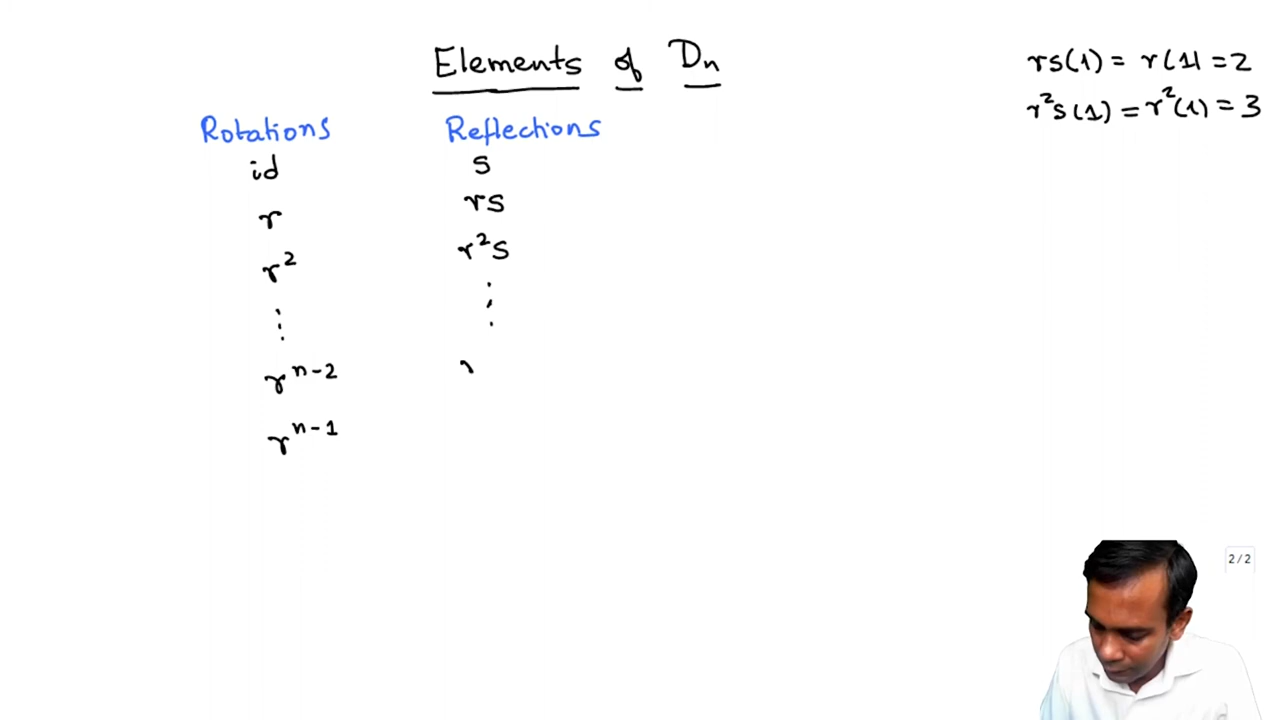 Elements of Dn
rs(1) = r(1) = 2
r²s(1) = r²(1) = 3
Rotations Reflections
id s
r rs
r² r²s
⋮ ⋮
rⁿ⁻²
rⁿ⁻¹
2/2